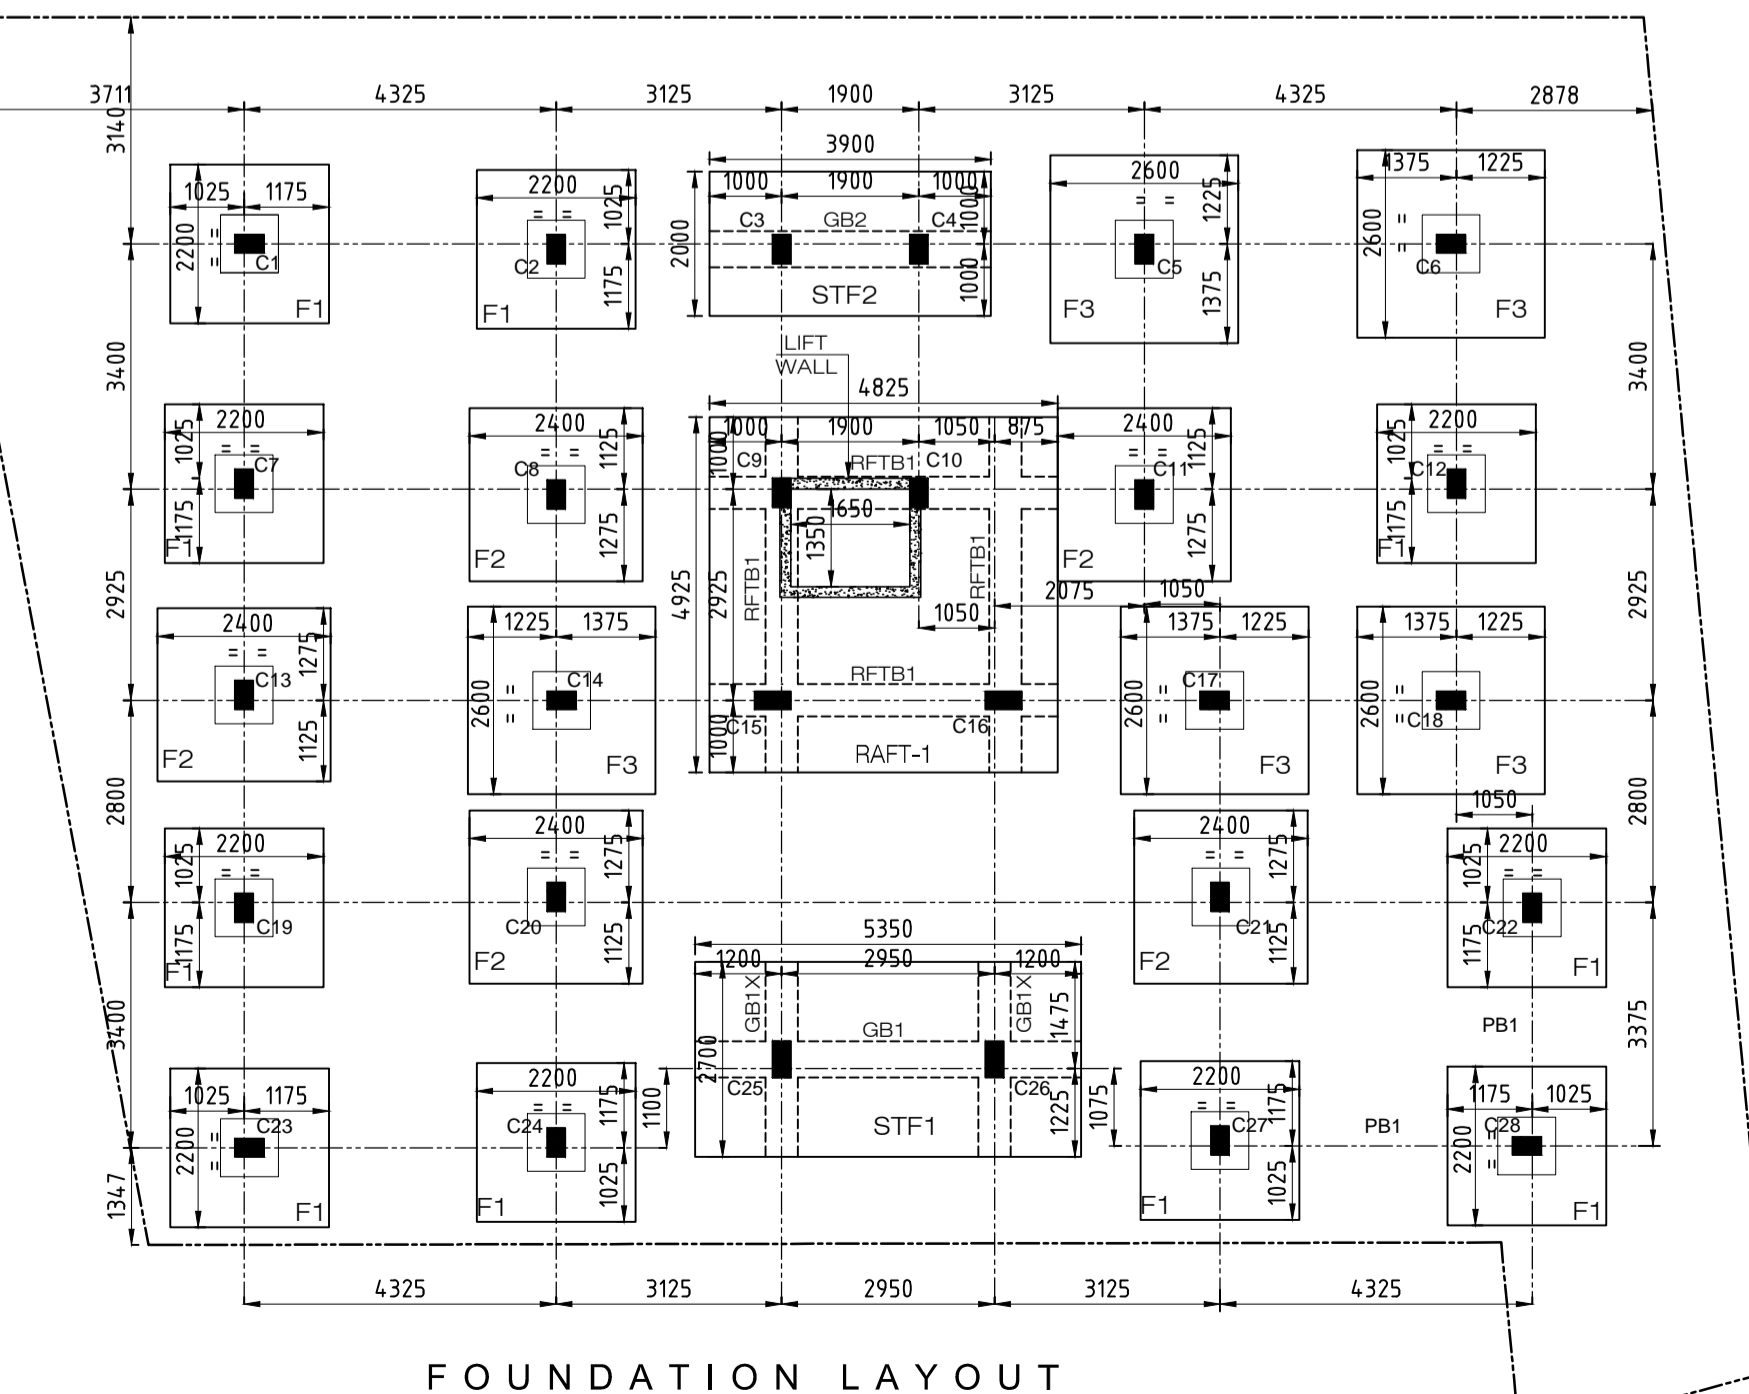 3711 4325 3125 1900 3125 4325 2878
3140
3900
1025 1175 2200 1025 1000 1900 1000 1000 2600 1225 1375 1225
= = = = = = = =
C3 GB2 C4
2200 2000 2600
C1 C2 C5 C6
1175 1000 1375
STF2
F1 F1 F3 F3
LIFT
WALL
3400 3400
4825
2200 2400 1000 1900 1050 875 2400 2200
1025 1125 1000 1125 1025
= = = = = = = =
C7 C8 C9 RFTB1 C10 C11 C12
1650
1175 1275 1350 1275 1175
F1 F2 F2 F1
RFTB1 RFTB1
2925 4925 2925 2075 1050 2925
1050
2400 1225 1375 1375 1225 1375 1225
1275
= = = = = = = =
C13 C14 RFTB1 C17 C18
2600 2600 2600
1125 C15 1000 C16
F2 F3 RAFT-1 F3 F3
2800 1050 2800
2200 2400 2400 2200
1025 1275 1275 1025
= = = = = = = =
C19 C20 C21 C22
1175 1125 1125 1175
5350
F1 F2 F2 F1
1200 2950 1200
GB1X GB1X 1475
3400 GB1 PB1 3375
2700
1025 1175 2200 1175 1100 C25 C26 1075 2200 1175 1175 1025
= = = = = = = =
C23 C24 STF1 1225 C27 PB1 C28
2200 1025 1025 2200
1347 F1 F1 F1 F1
4325 3125 2950 3125 4325
FOUNDATION LAYOUT